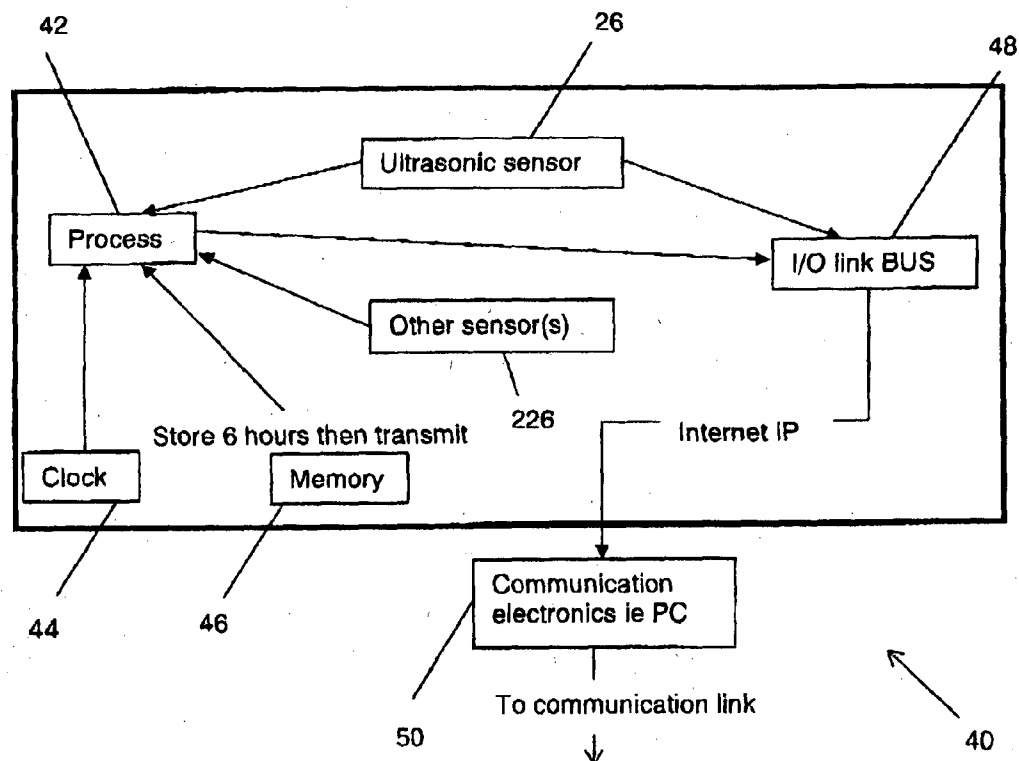 42
26
48
Ultrasonic sensor
Process
I/O link BUS
Other sensor(s)
226
Store 6 hours then transmit
Internet IP
Clock
Memory
44
46
Communication
electronics ie PC
50
To communication link
40